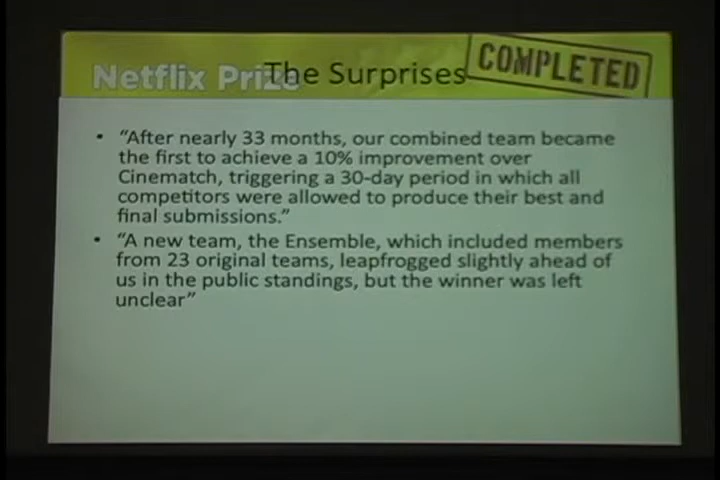 Netflix Prize
The Surprises
COMPLETED
• “After nearly 33 months, our combined team became
the first to achieve a 10% improvement over
Cinematch, triggering a 30-day period in which all
competitors were allowed to produce their best and
final submissions.”
• “A new team, the Ensemble, which included members
from 23 original teams, leapfrogged slightly ahead of
us in the public standings, but the winner was left
unclear”